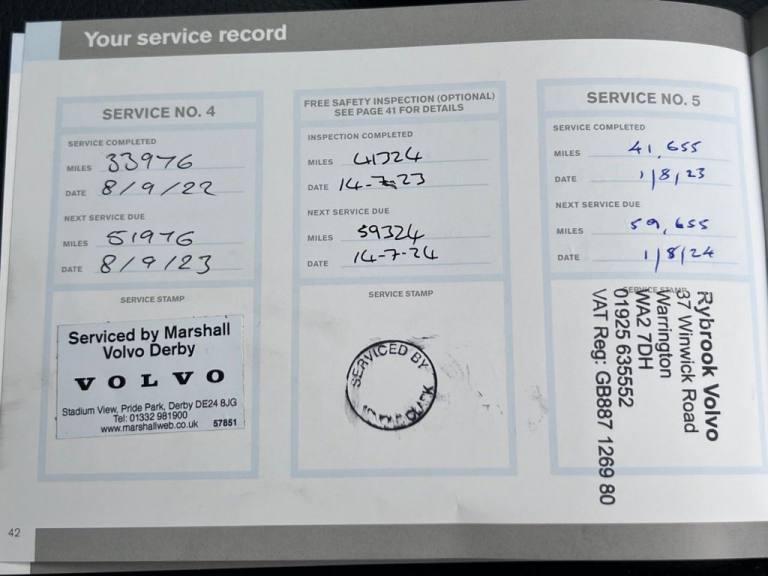 Your service record
SERVICE NO. 4
SERVICE COMPLETED
MILES 33976
DATE 8/9/22
NEXT SERVICE DUE
MILES 51976
DATE 8/9/23
SERVICE STAMP
Serviced by Marshall
Volvo Derby
VOLVO
Stadium View, Pride Park, Derby DE24 8JG
Tel: 01332 981900
www.marshallweb.co.uk 57851
FREE SAFETY INSPECTION (OPTIONAL)
SEE PAGE 41 FOR DETAILS
INSPECTION COMPLETED
MILES 41324
DATE 14-7-23
NEXT SERVICE DUE
MILES 59324
DATE 14-7-24
SERVICE STAMP
SERVICED BY
SERVICE NO. 5
SERVICE COMPLETED
MILES 41,655
DATE 1/8/23
NEXT SERVICE DUE
MILES 59,655
DATE 1/8/24
SERVICE STAMP
Rybrook Volvo
37 Winwick Road
Warrington
WA2 7DH
01925 635552
VAT Reg: GB887 1269 80
42